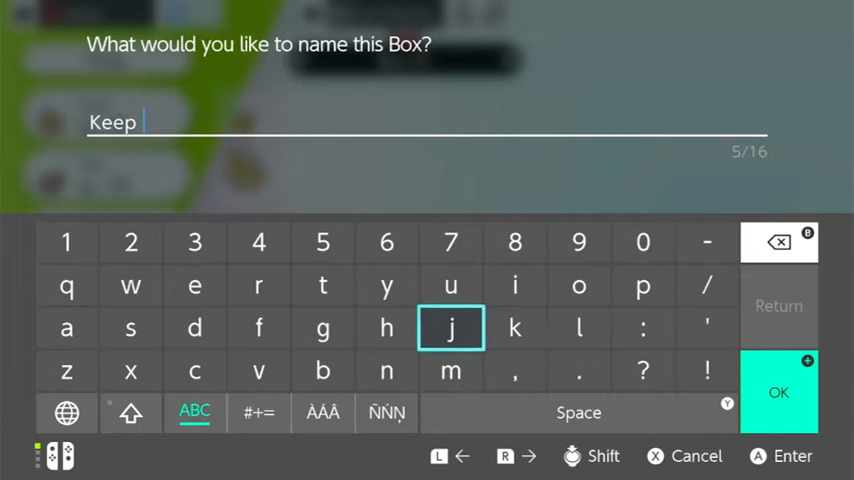 What would you like to name this Box?
Keep
5/16
1 2 3 4 5 6 7 8 9 0 -
q w e r t y u i o p /
Return
a s d f g h j k l : '
z x c v b n m , . ? !
OK
ABC #+= ÀÁÂ ÑŃŅ Space
L ← R → Shift X Cancel A Enter
B
+
Y